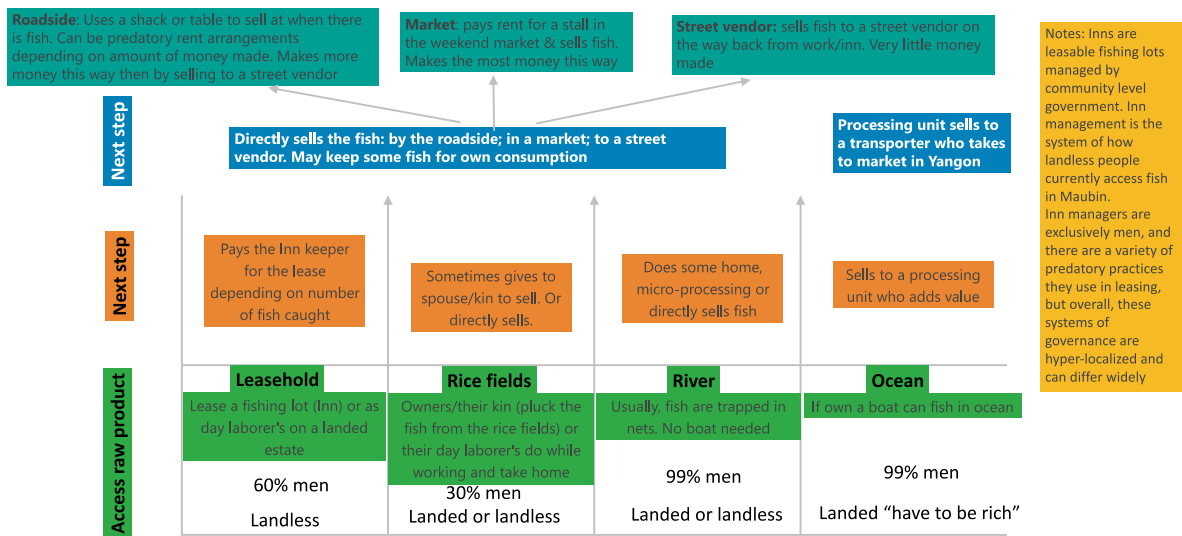 Roadside: Uses a shack or table to sell at when there
is fish. Can be predatory rent arrangements
depending on amount of money made. Makes more
money this way then by selling to a street vendor
Market: pays rent for a stall in
the weekend market & sells fish.
Makes the most money this way
Street vendor: sells fish to a street vendor on
the way back from work/inn. Very little money
made
Notes: Inns are
leasable fishing lots
managed by
community level
government. Inn
management is the
system of how
landless people
currently access fish
in Maubin.
Inn managers are
exclusively men, and
there are a variety of
predatory practices
they use in leasing,
but overall, these
systems of
governance are
hyper-localized and
can differ widely
Next step
Directly sells the fish: by the roadside; in a market; to a street
vendor. May keep some fish for own consumption
Processing unit sells to
a transporter who takes
to market in Yangon
Next step
Pays the Inn keeper
for the lease
depending on number
of fish caught
Sometimes gives to
spouse/kin to sell. Or
directly sells.
Does some home,
micro-processing or
directly sells fish
Sells to a processing
unit who adds value
Access raw product
Leasehold
Lease a fishing lot (Inn) or as
day laborer's on a landed
estate
60% men
Landless
Rice fields
Owners/their kin (pluck the
fish from the rice fields) or
their day laborer's do while
working and take home
30% men
Landed or landless
River
Usually, fish are trapped in
nets. No boat needed
99% men
Landed or landless
Ocean
If own a boat can fish in ocean
99% men
Landed “have to be rich”